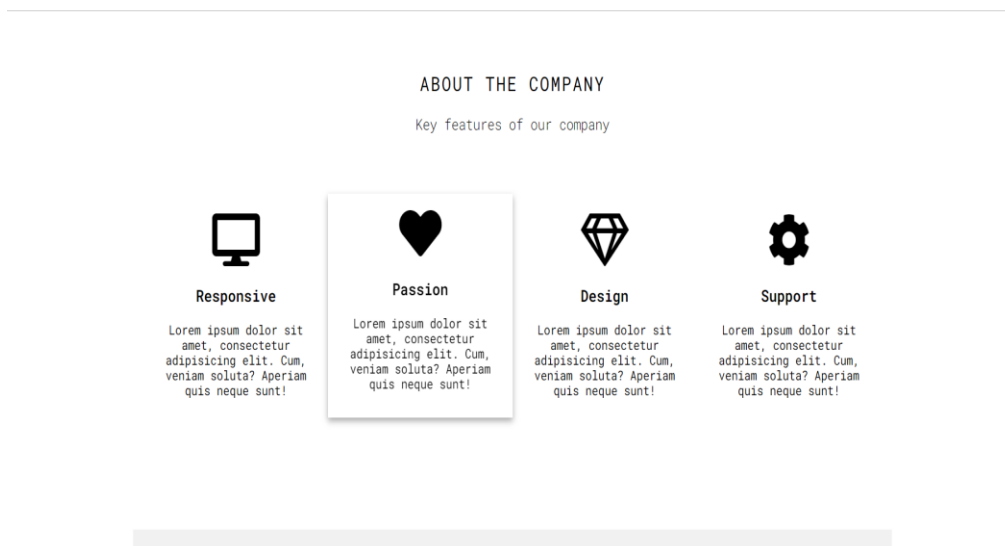 ABOUT THE COMPANY
Key features of our company
Responsive
Lorem ipsum dolor sit
amet, consectetur
adipisicing elit. Cum,
veniam soluta? Aperiam
quis neque sunt!
Passion
Lorem ipsum dolor sit
amet, consectetur
adipisicing elit. Cum,
veniam soluta? Aperiam
quis neque sunt!
Design
Lorem ipsum dolor sit
amet, consectetur
adipisicing elit. Cum,
veniam soluta? Aperiam
quis neque sunt!
Support
Lorem ipsum dolor sit
amet, consectetur
adipisicing elit. Cum,
veniam soluta? Aperiam
quis neque sunt!